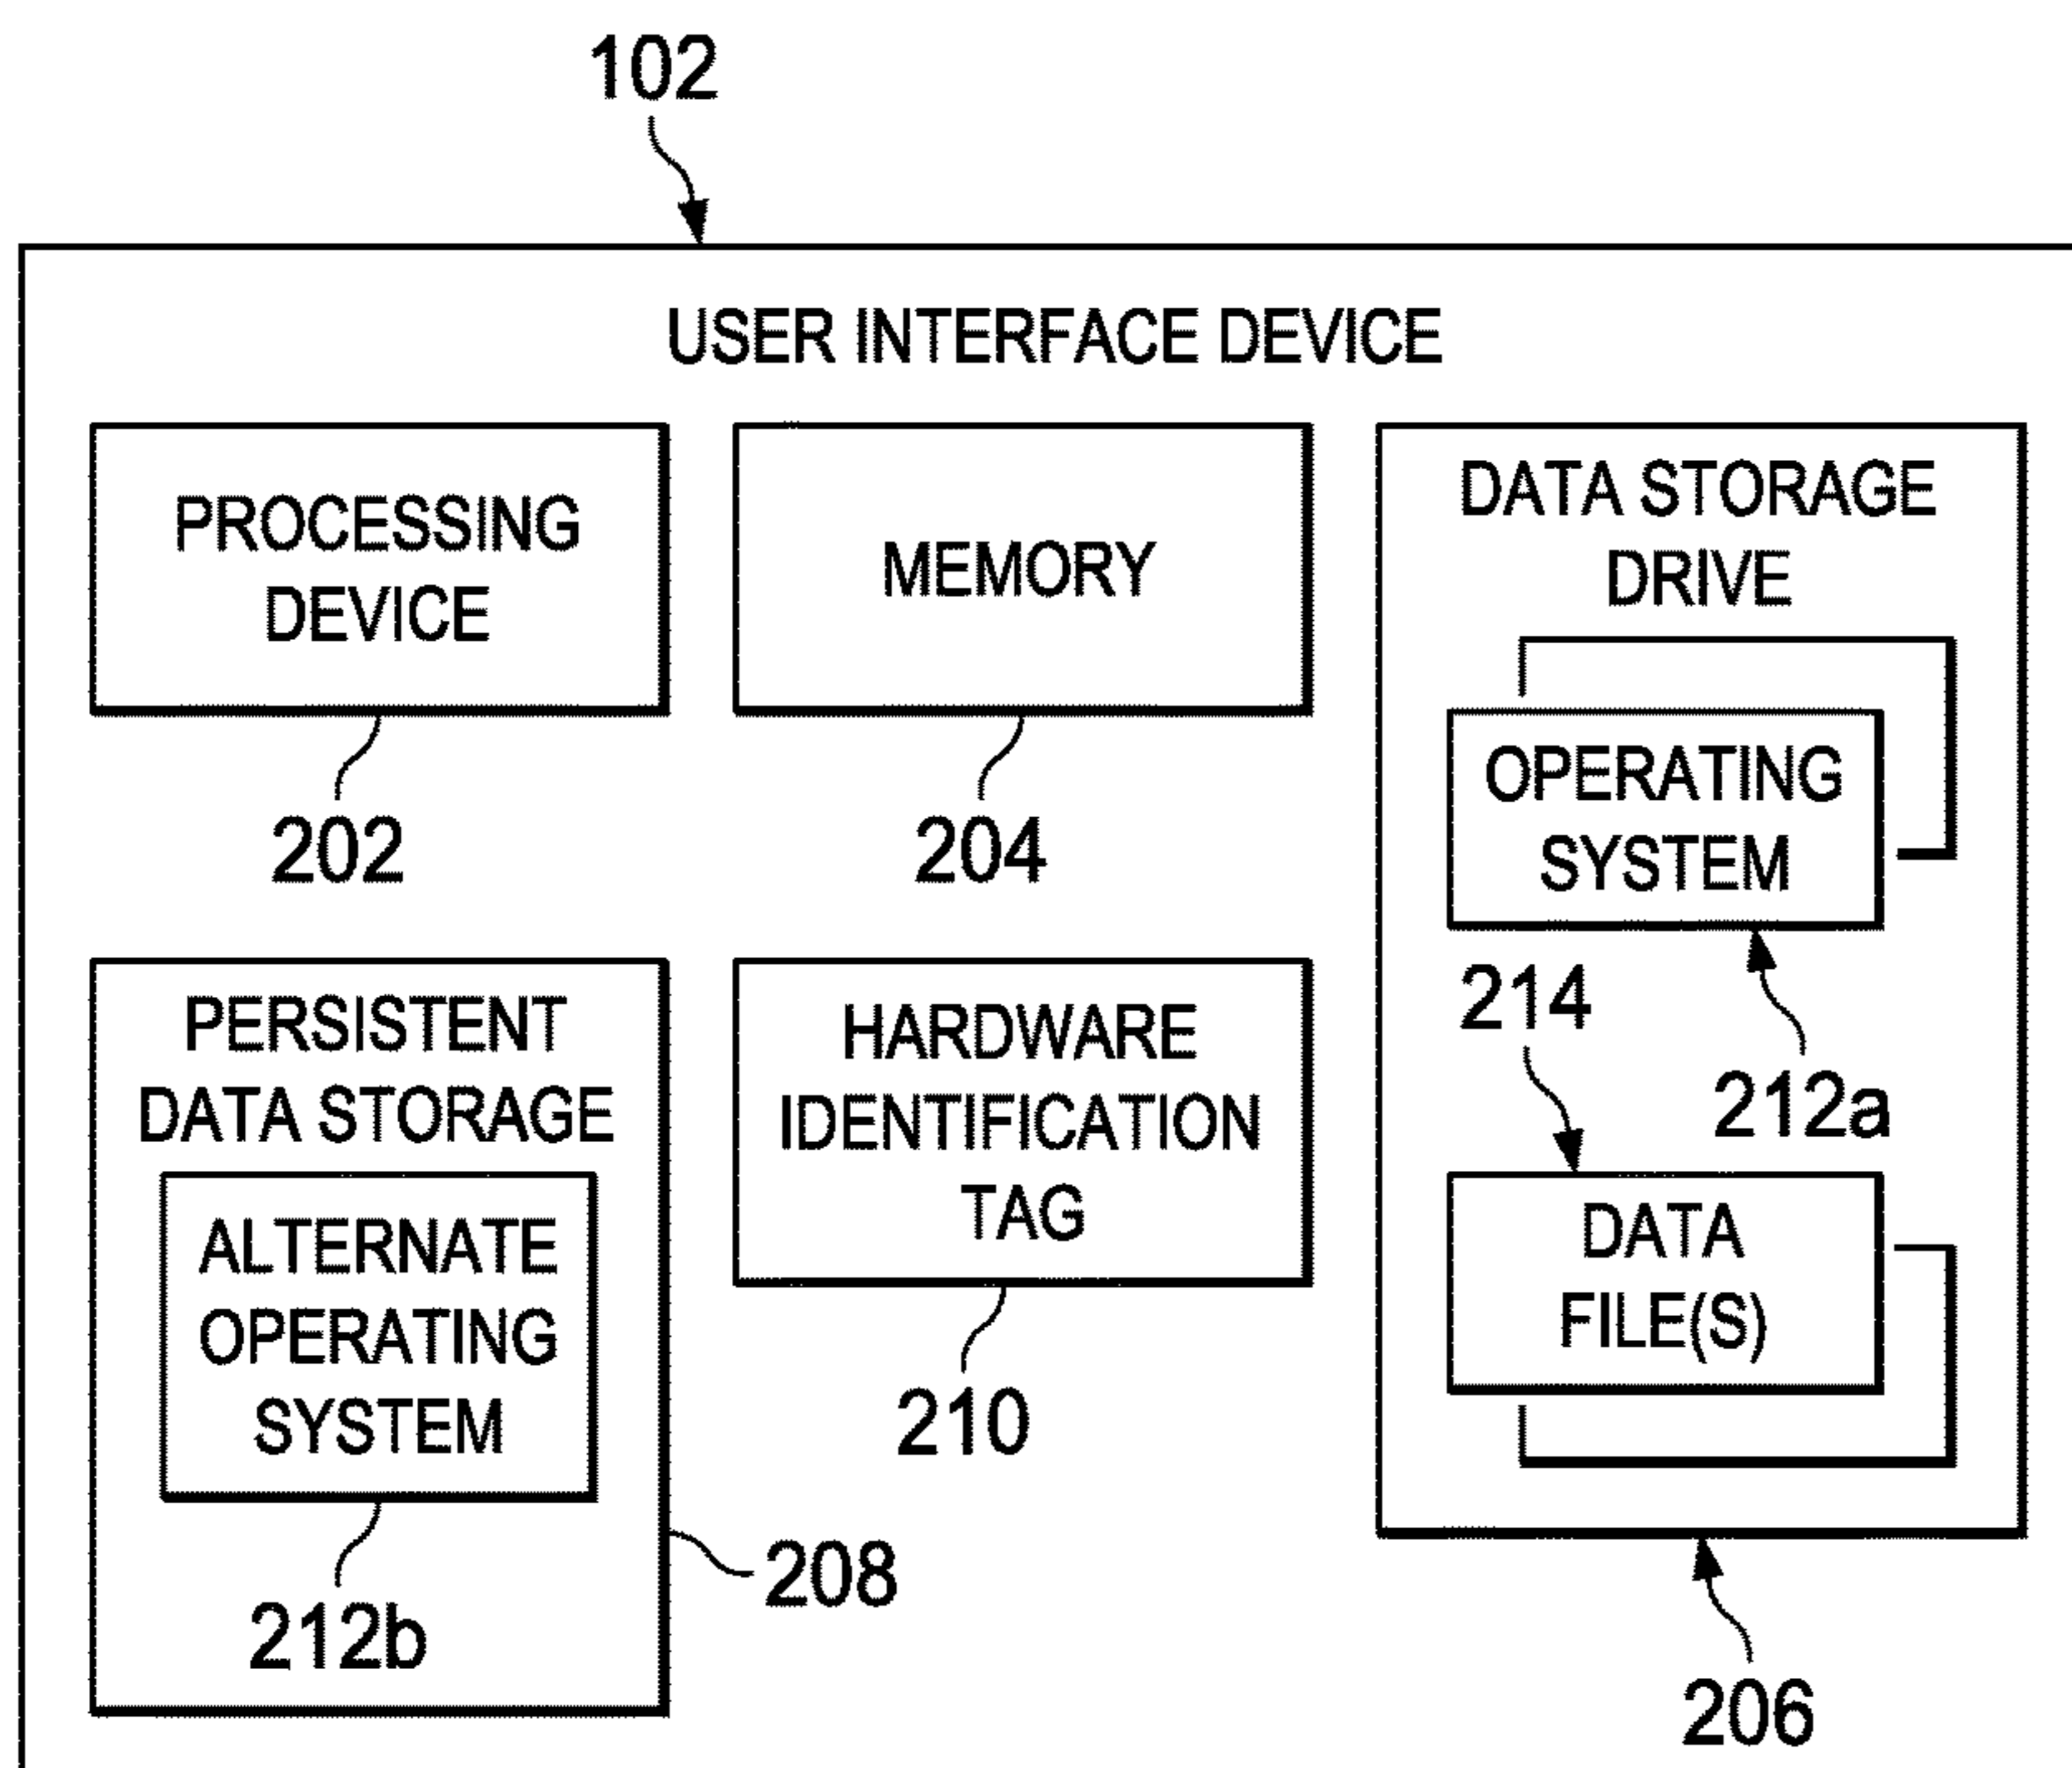 102
USER INTERFACE DEVICE
PROCESSING
DEVICE
202
MEMORY
204
DATA STORAGE
DRIVE
OPERATING
SYSTEM
212a
214
DATA
FILE(S)
206
PERSISTENT
DATA STORAGE
ALTERNATE
OPERATING
SYSTEM
212b
208
HARDWARE
IDENTIFICATION
TAG
210